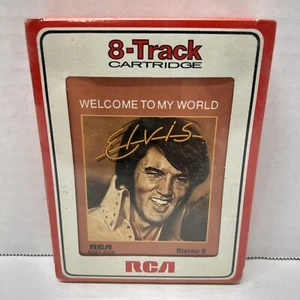 8-Track
CARTRIDGE
WELCOME TO MY WORLD
ELVIS
RCA
Stereo 8
RCA